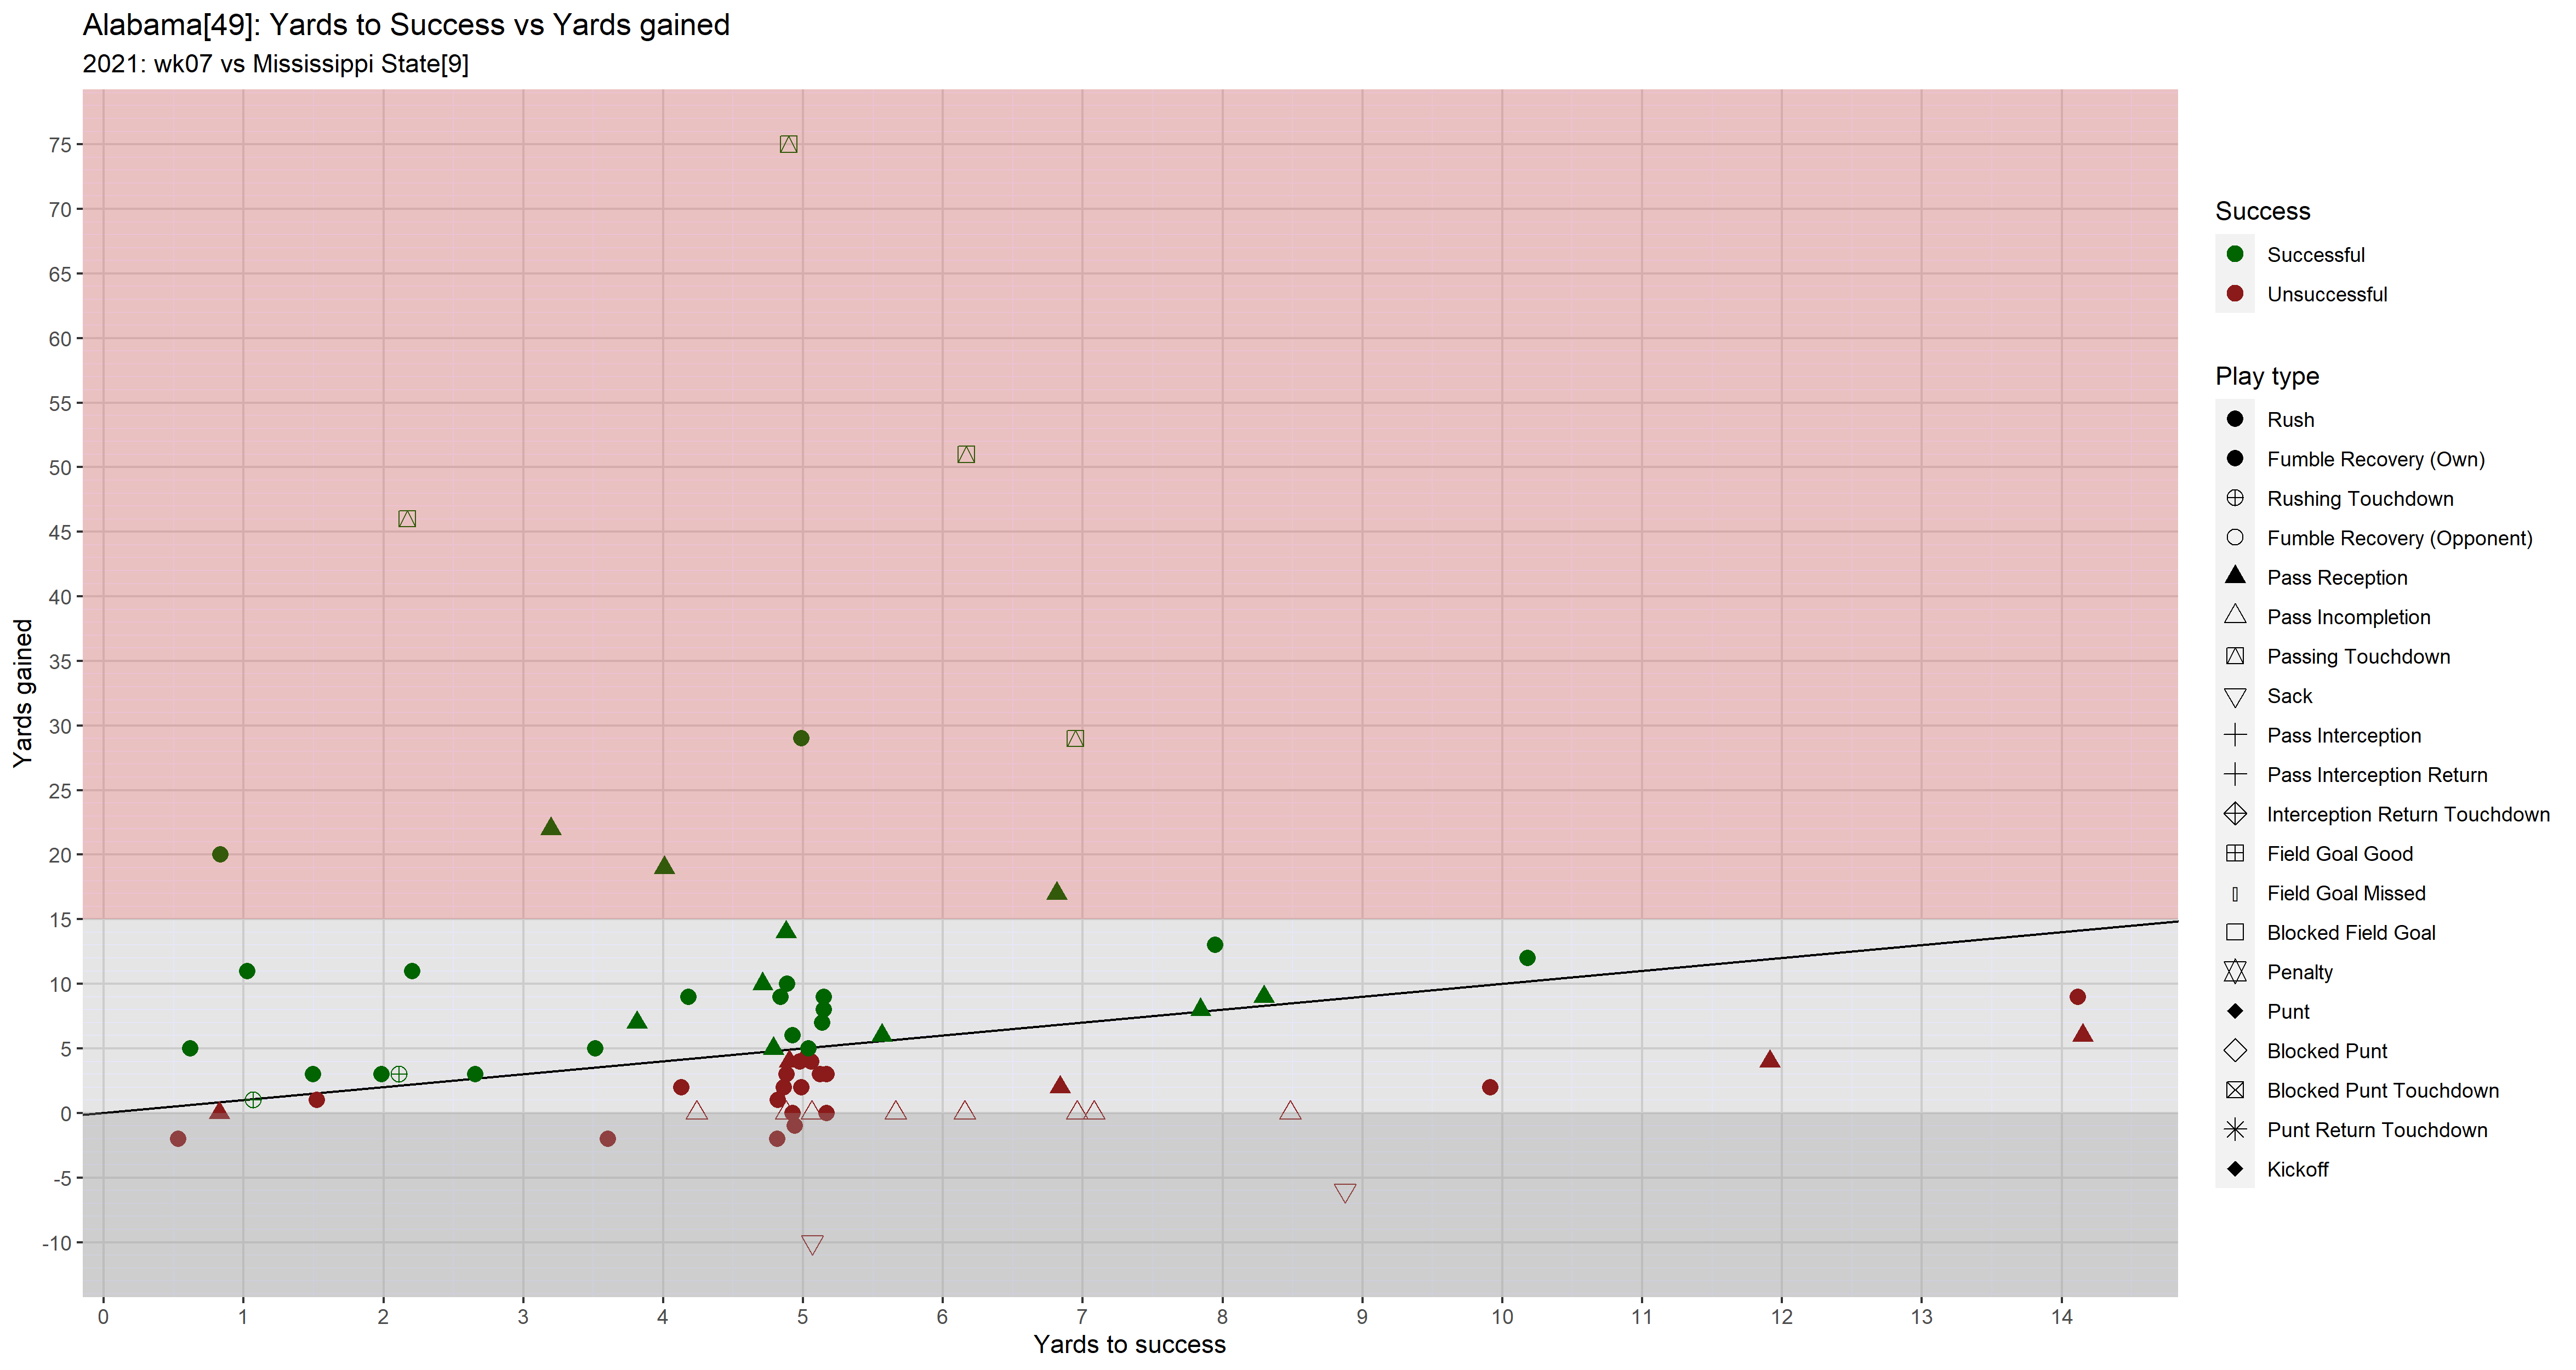 Alabama[49]: Yards to Success vs Yards gained
2021: wk07 vs Mississippi State[9]
Yards gained
75
70
65
60
55
50
45
40
35
30
25
20
15
10
5
0
-5
-10
0 1 2 3 4 5 6 7 8 9 10 11 12 13 14
Yards to success
Success
Successful
Unsuccessful
Play type
Rush
Fumble Recovery (Own)
Rushing Touchdown
Fumble Recovery (Opponent)
Pass Reception
Pass Incompletion
Passing Touchdown
Sack
Pass Interception
Pass Interception Return
Interception Return Touchdown
Field Goal Good
Field Goal Missed
Blocked Field Goal
Penalty
Punt
Blocked Punt
Blocked Punt Touchdown
Punt Return Touchdown
Kickoff